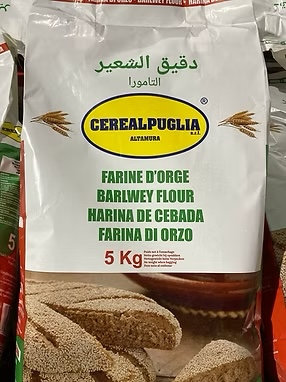 دقيق الشعير
التامورا
CEREALPUGLIA ®
s.r.l.
ALTAMURA
FARINE D'ORGE
BARLWEY FLOUR
HARINA DE CEBADA
FARINA DI ORZO
5 Kg